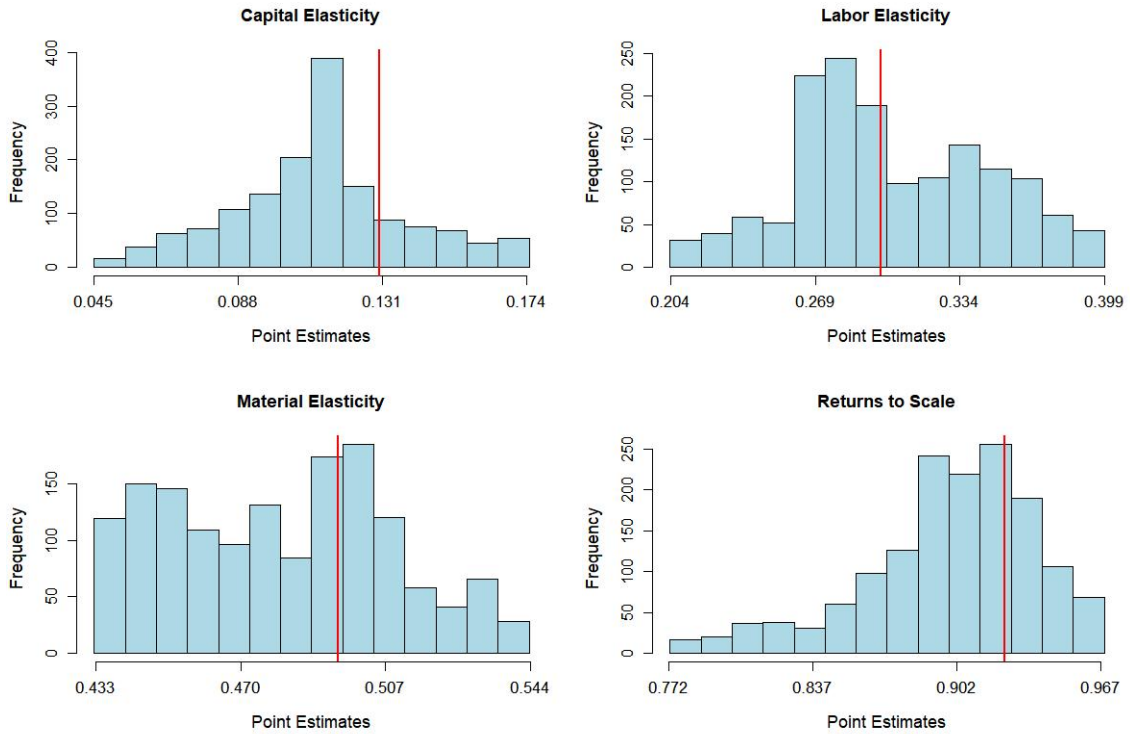 Capital Elasticity
Frequency
0 100 200 300 400
0.045 0.088 0.131 0.174
Point Estimates
Labor Elasticity
Frequency
0 50 100 150 200 250
0.204 0.269 0.334 0.399
Point Estimates
Material Elasticity
Frequency
0 50 100 150
0.433 0.470 0.507 0.544
Point Estimates
Returns to Scale
Frequency
0 50 100 150 200 250
0.772 0.837 0.902 0.967
Point Estimates